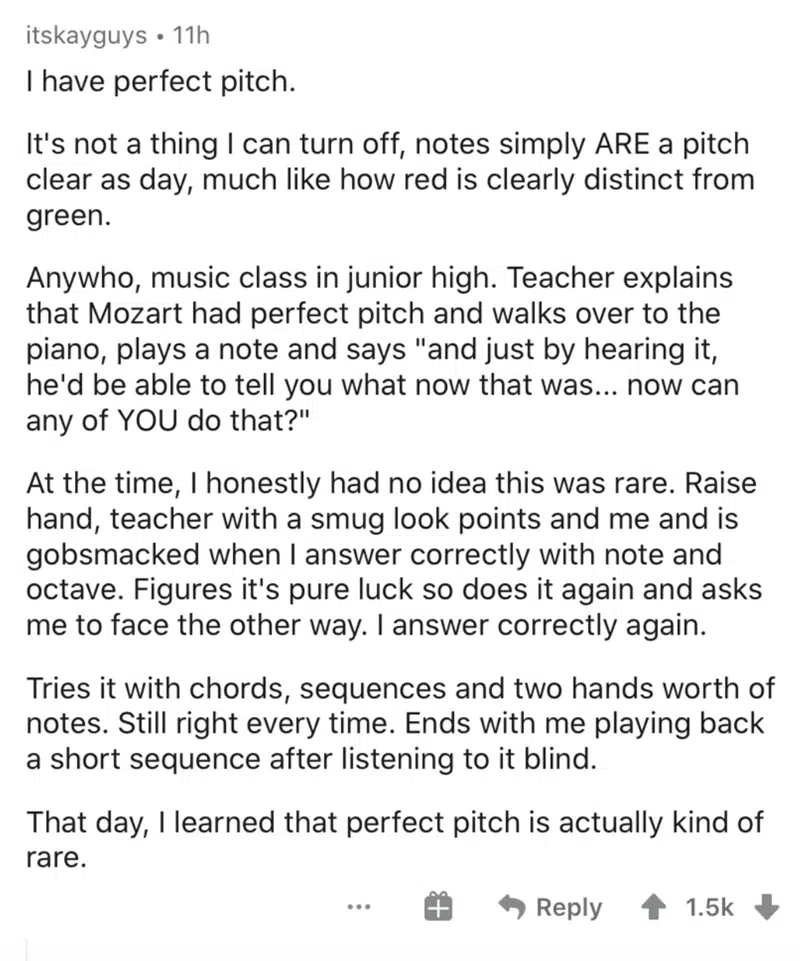 itskayguys • 11h
I have perfect pitch.
It's not a thing I can turn off, notes simply ARE a pitch
clear as day, much like how red is clearly distinct from
green.
Anywho, music class in junior high. Teacher explains
that Mozart had perfect pitch and walks over to the
piano, plays a note and says "and just by hearing it,
he'd be able to tell you what now that was... now can
any of YOU do that?"
At the time, I honestly had no idea this was rare. Raise
hand, teacher with a smug look points and me and is
gobsmacked when I answer correctly with note and
octave. Figures it's pure luck so does it again and asks
me to face the other way. I answer correctly again.
Tries it with chords, sequences and two hands worth of
notes. Still right every time. Ends with me playing back
a short sequence after listening to it blind.
That day, I learned that perfect pitch is actually kind of
rare.
... Reply 1.5k